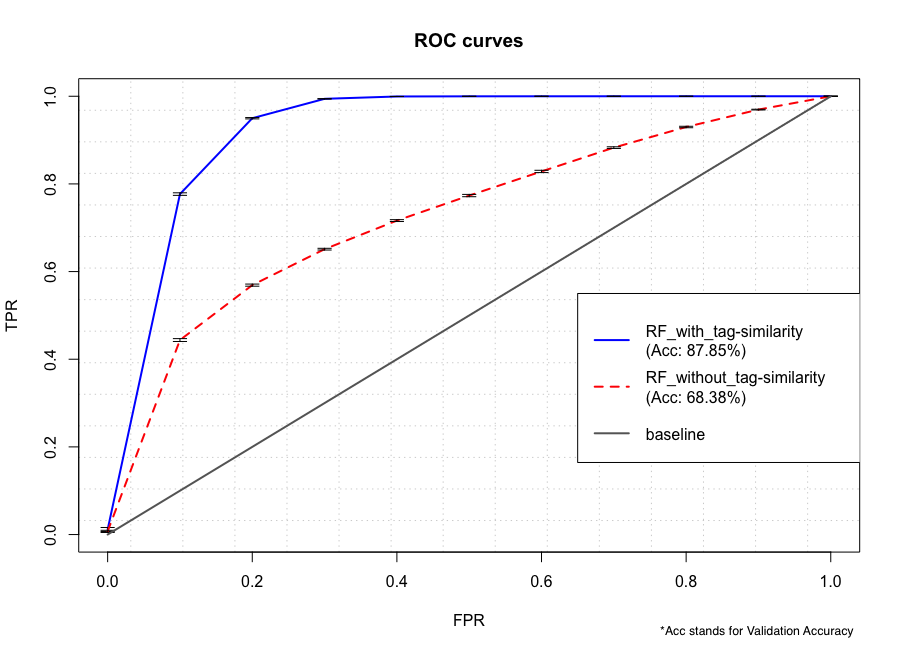 ROC curves
TPR
1.0
0.8
0.6
0.4
0.2
0.0
RF_with_tag-similarity
(Acc: 87.85%)
RF_without_tag-similarity
(Acc: 68.38%)
baseline
0.0 0.2 0.4 0.6 0.8 1.0
FPR
*Acc stands for Validation Accuracy